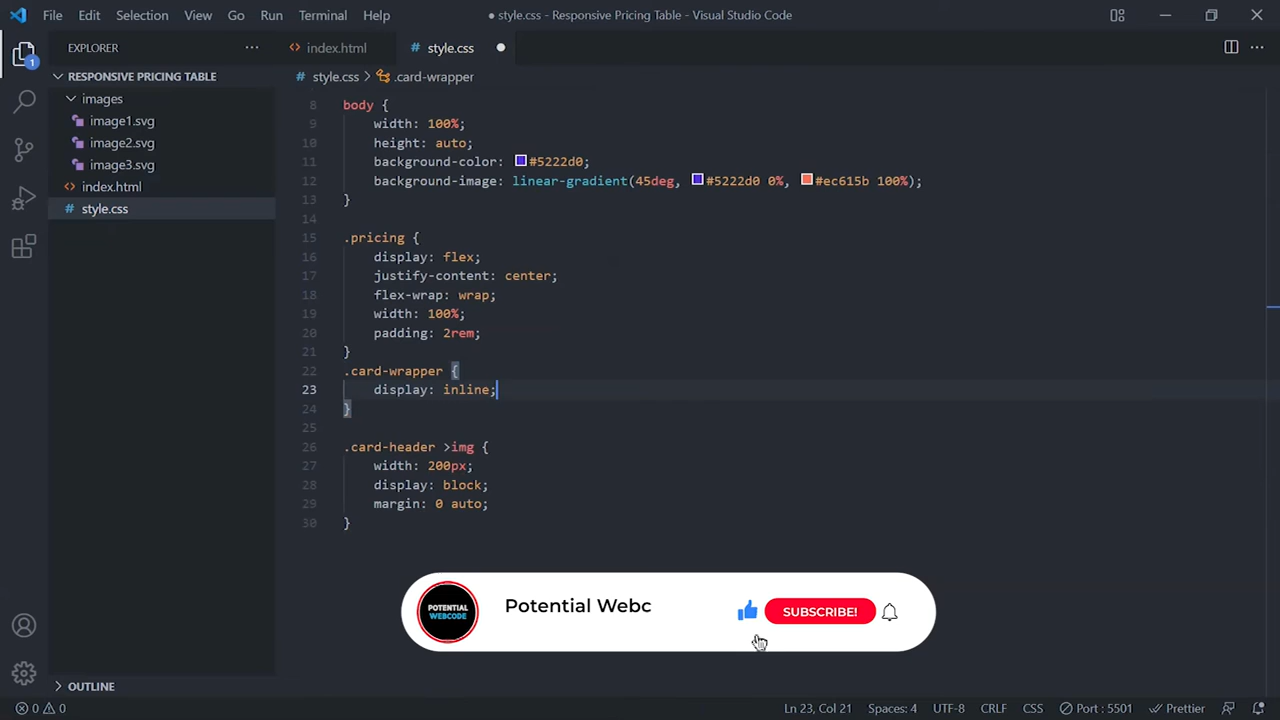 File Edit Selection View Go Run Terminal Help
● style.css - Responsive Pricing Table - Visual Studio Code
EXPLORER
index.html
# style.css
1
RESPONSIVE PRICING TABLE
# style.css > .card-wrapper
images
image1.svg
image2.svg
image3.svg
<> index.html
# style.css
8 body {
9 width: 100%;
10 height: auto;
11 background-color: #5222d0;
12 background-image: linear-gradient(45deg, #5222d0 0%, #ec615b 100%);
13 }
14
15 .pricing {
16 display: flex;
17 justify-content: center;
18 flex-wrap: wrap;
19 width: 100%;
20 padding: 2rem;
21 }
22 .card-wrapper {
23 display: inline;
24 }
25
26 .card-header >img {
27 width: 200px;
28 display: block;
29 margin: 0 auto;
30 }
POTENTIAL
WEBCODE
Potential Webc
SUBSCRIBE!
OUTLINE
0 0
Ln 23, Col 21 Spaces: 4 UTF-8 CRLF CSS Port : 5501 Prettier